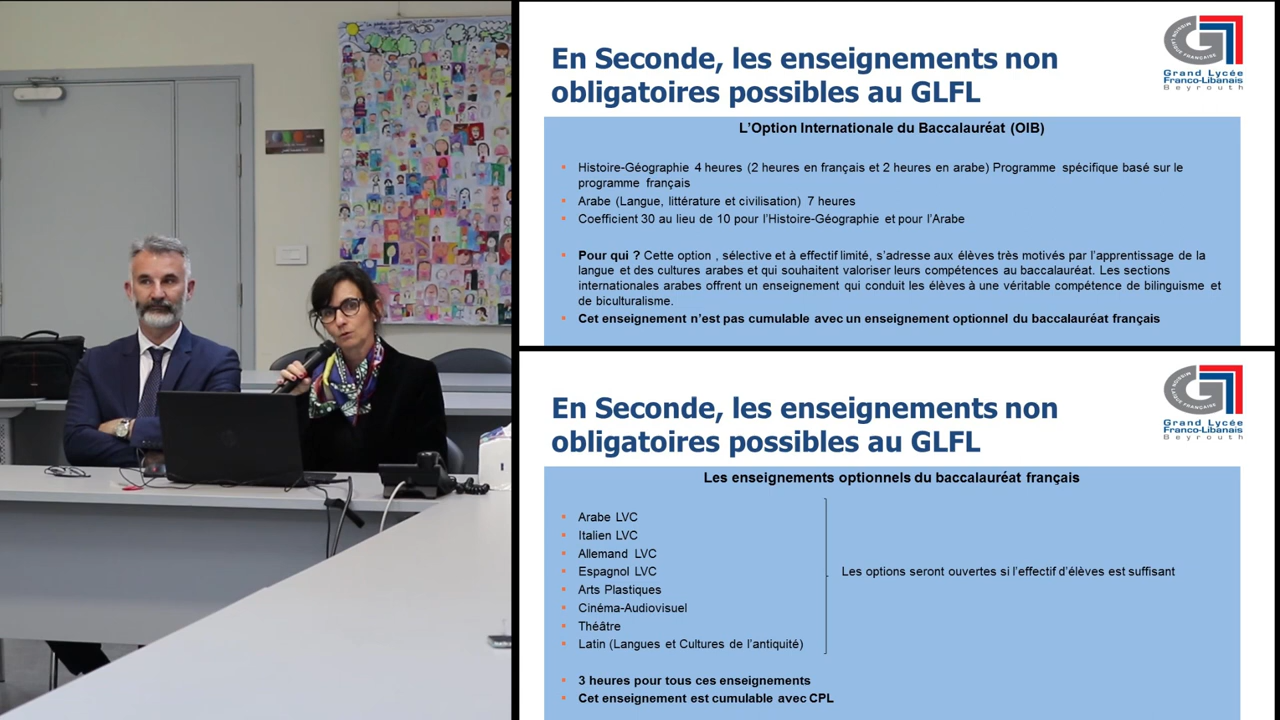 En Seconde, les enseignements non
obligatoires possibles au GLFL
MISSION LAÏQUE FRANÇAISE
Grand Lycée
Franco-Libanais
Beyrouth
L'Option Internationale du Baccalauréat (OIB)
Histoire-Géographie 4 heures (2 heures en français et 2 heures en arabe) Programme spécifique basé sur le
programme français
Arabe (Langue, littérature et civilisation) 7 heures
Coefficient 30 au lieu de 10 pour l'Histoire-Géographie et pour l'Arabe
Pour qui ? Cette option , sélective et à effectif limité, s'adresse aux élèves très motivés par l'apprentissage de la
langue et des cultures arabes et qui souhaitent valoriser leurs compétences au baccalauréat. Les sections
internationales arabes offrent un enseignement qui conduit les élèves à une véritable compétence de bilinguisme et
de biculturalisme.
Cet enseignement n'est pas cumulable avec un enseignement optionnel du baccalauréat français
En Seconde, les enseignements non
obligatoires possibles au GLFL
MISSION LAÏQUE FRANÇAISE
Grand Lycée
Franco-Libanais
Beyrouth
Les enseignements optionnels du baccalauréat français
Arabe LVC
Italien LVC
Allemand LVC
Espagnol LVC
Les options seront ouvertes si l'effectif d'élèves est suffisant
Arts Plastiques
Cinéma-Audiovisuel
Théâtre
Latin (Langues et Cultures de l'antiquité)
3 heures pour tous ces enseignements
Cet enseignement est cumulable avec CPL